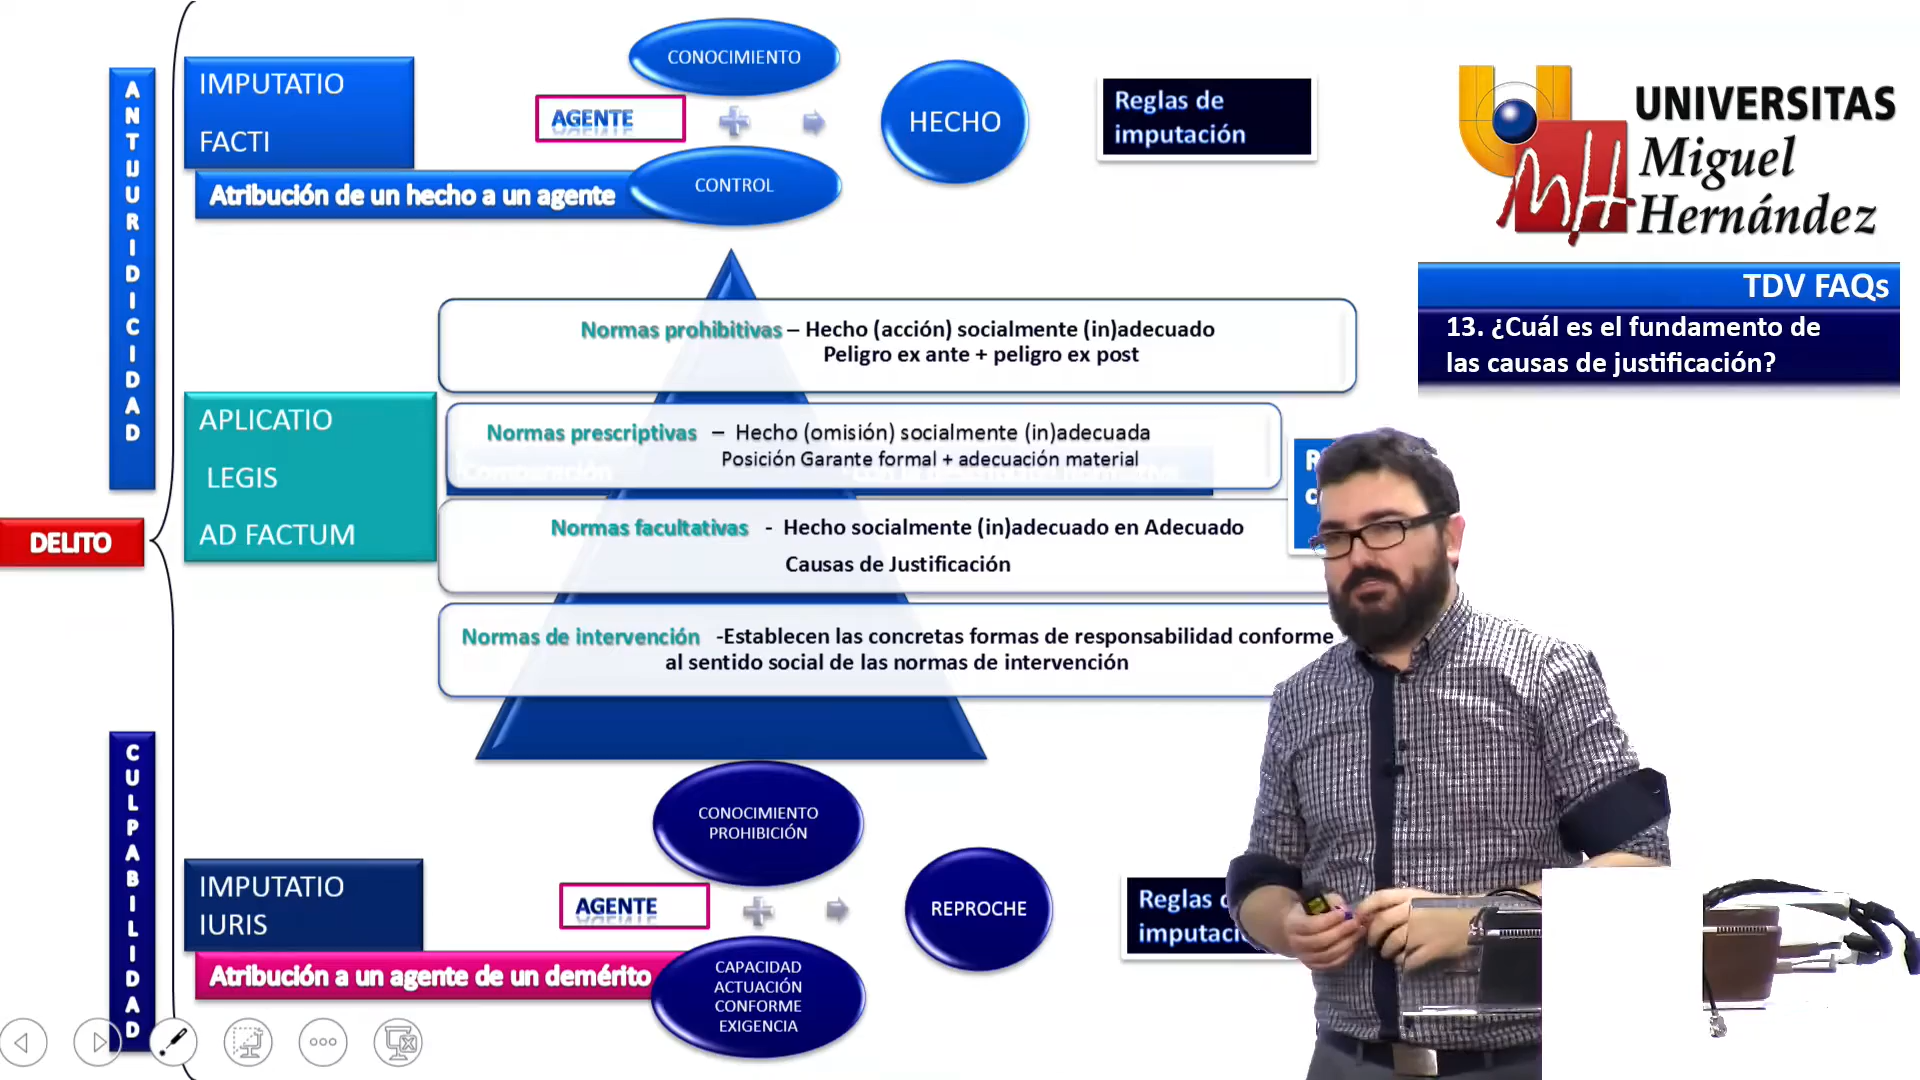 ANTIJURIDICIDAD
IMPUTATIO
FACTI
Atribución de un hecho a un agente
CONOCIMIENTO
AGENTE
CONTROL
HECHO
Reglas de
imputación
UNIVERSITAS
Miguel
Hernández
TDV FAQs
13. ¿Cuál es el fundamento de
las causas de justificación?
Normas prohibitivas – Hecho (acción) socialmente (in)adecuado
Peligro ex ante + peligro ex post
APLICATIO
LEGIS
AD FACTUM
Normas prescriptivas – Hecho (omisión) socialmente (in)adecuada
Posición Garante formal + adecuación material
Comparación
Normas facultativas - Hecho socialmente (in)adecuado en Adecuado
Causas de Justificación
DELITO
Normas de intervención -Establecen las concretas formas de responsabilidad conforme
al sentido social de las normas de intervención
CULPABILIDAD
IMPUTATIO
IURIS
Atribución a un agente de un demérito
CONOCIMIENTO
PROHIBICIÓN
AGENTE
CAPACIDAD
ACTUACIÓN
CONFORME
EXIGENCIA
REPROCHE
Reglas